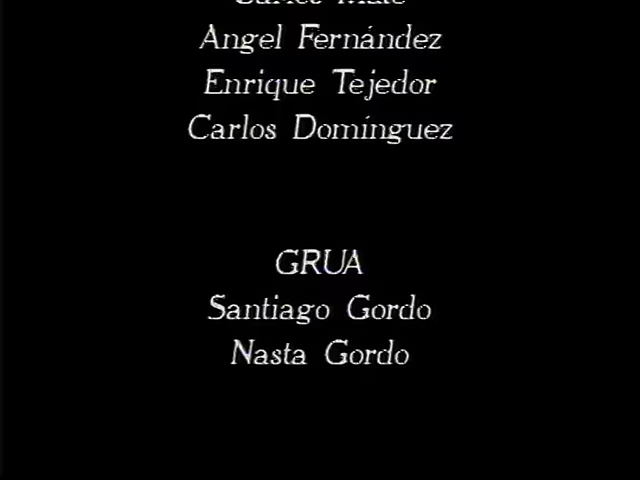 Angel Fernández
Enrique Tejedor
Carlos Domínguez
GRUA
Santiago Gordo
Nasta Gordo